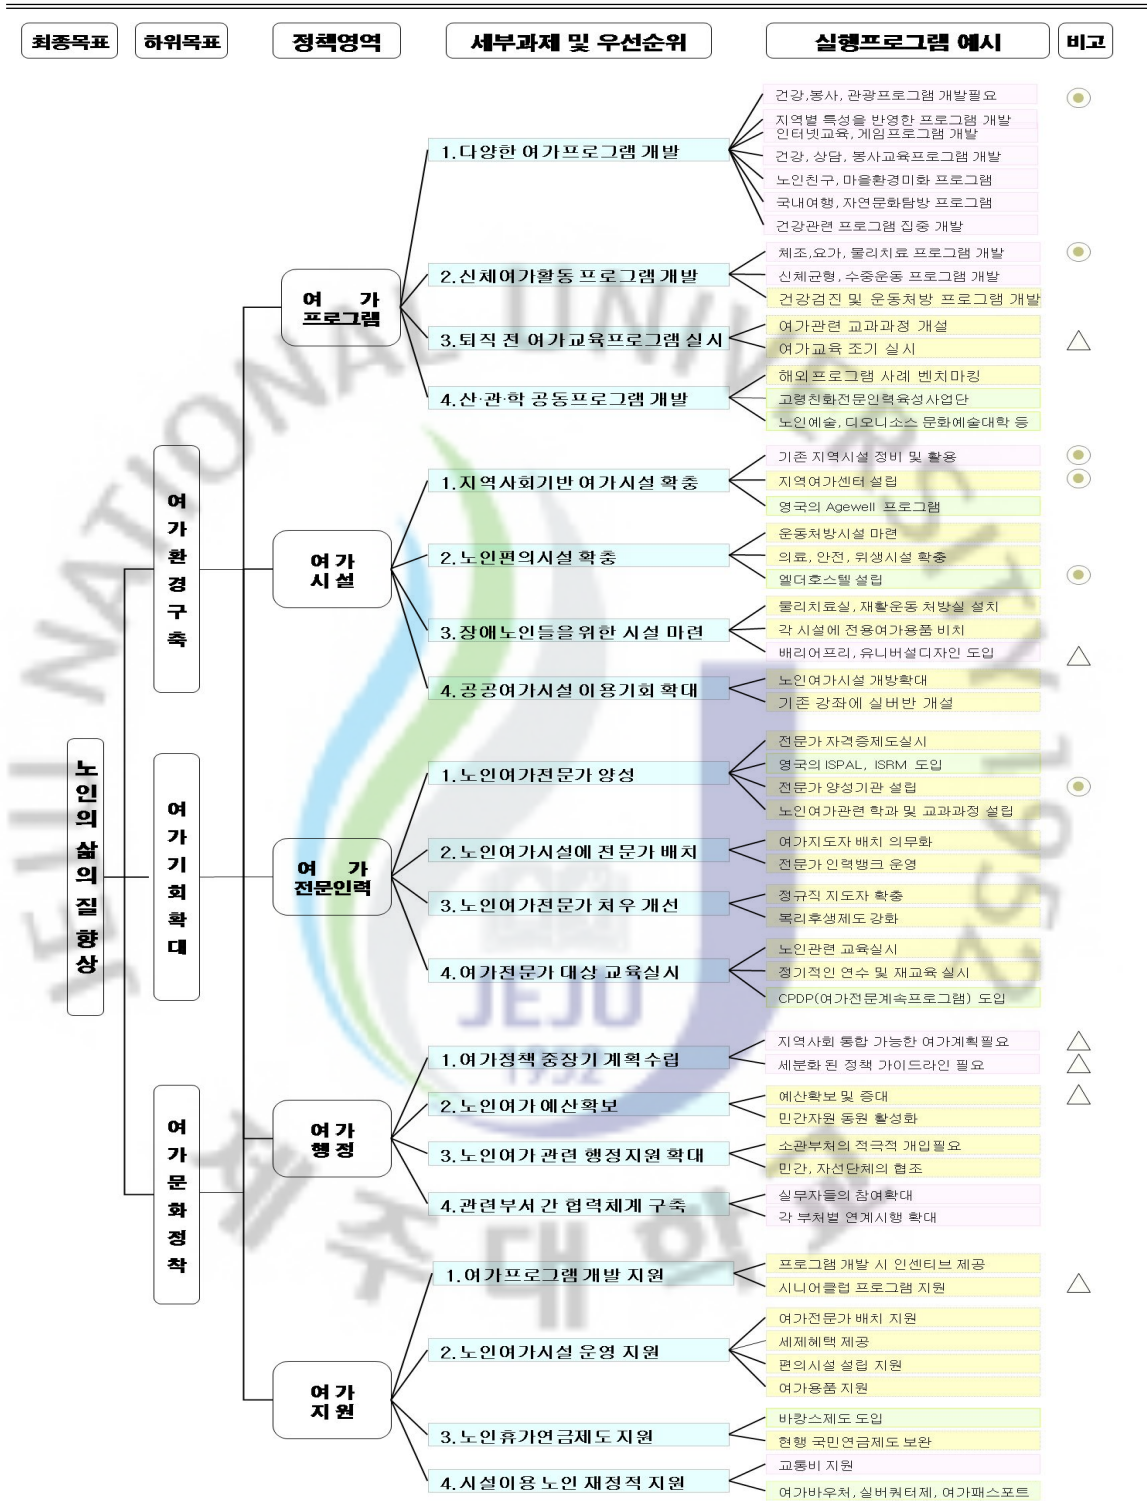 최종목표
하위목표
정책영역
세부과제 및 우선순위
실행프로그램 예시
비고
노인의 삶의 질 향상
여가환경구축
여가기회확대
여가문화정착
여 가
프로그램
1.다양한 여가프로그램 개발
건강,봉사, 관광프로그램 개발필요
지역별 특성을 반영한 프로그램 개발
인터넷교육, 게임프로그램 개발
건강, 상담, 봉사교육프로그램 개발
노인친구, 마을환경미화 프로그램
국내여행, 자연문화탐방 프로그램
건강관련 프로그램 집중 개발
2.신체여가활동 프로그램 개발
체조,요가, 물리치료 프로그램 개발
신체균형, 수중운동 프로그램 개발
건강검진 및 운동처방 프로그램 개발
3.퇴직 전 여가교육프로그램 실시
여가관련 교과과정 개설
여가교육 조기 실시
4.산·관·학 공동프로그램 개발
해외프로그램 사례 벤치마킹
고령친화전문인력육성사업단
노인예술, 디오니소스 문화예술대학 등
여 가
시 설
1.지역사회기반 여가시설 확충
기존 지역시설 정비 및 활용
지역여가센터 설립
영국의 Agewell 프로그램
2.노인편의시설 확충
운동처방시설 마련
의료, 안전, 위생시설 확충
엘더호스텔 설립
3.장애노인들을 위한 시설 마련
물리치료실, 재활운동 처방실 설치
각 시설에 전용여가용품 비치
배리어프리, 유니버설디자인 도입
4.공공여가시설 이용기회 확대
노인여가시설 개방확대
기존 강좌에 실버반 개설
여 가
전문인력
1.노인여가전문가 양성
전문가 자격증제도실시
영국의 ISPAL, ISRM 도입
전문가 양성기관 설립
노인여가관련 학과 및 교과과정 설립
2.노인여가시설에 전문가 배치
여가지도자 배치 의무화
전문가 인력뱅크 운영
3.노인여가전문가 처우 개선
정규직 지도자 확충
복리후생제도 강화
4.여가전문가 대상 교육실시
노인관련 교육실시
정기적인 연수 및 재교육 실시
CPDP(여가전문계속프로그램) 도입
여 가
행 정
1.여가정책 중장기 계획수립
지역사회 통합 가능한 여가계획필요
세분화 된 정책 가이드라인 필요
2.노인여가 예산확보
예산확보 및 증대
민간자원 동원 활성화
3.노인여가 관련 행정지원 확대
소관부처의 적극적 개입필요
민간, 자선단체의 협조
4.관련부서 간 협력체계 구축
실무자들의 참여확대
각 부처별 연계시행 확대
여 가
지 원
1.여가프로그램 개발 지원
프로그램 개발 시 인센티브 제공
시니어클럽 프로그램 지원
2.노인여가시설 운영 지원
여가전문가 배치 지원
세제혜택 제공
편의시설 설립 지원
여가용품 지원
3.노인휴가연금제도 지원
바캉스제도 도입
현행 국민연금제도 보완
4.시설이용 노인 재정적 지원
교통비 지원
여가바우처, 실버쿼터제, 여가패스포트
JEJU NATIONAL UNIVERSITY 1952
JEJU
1952
제주대학교